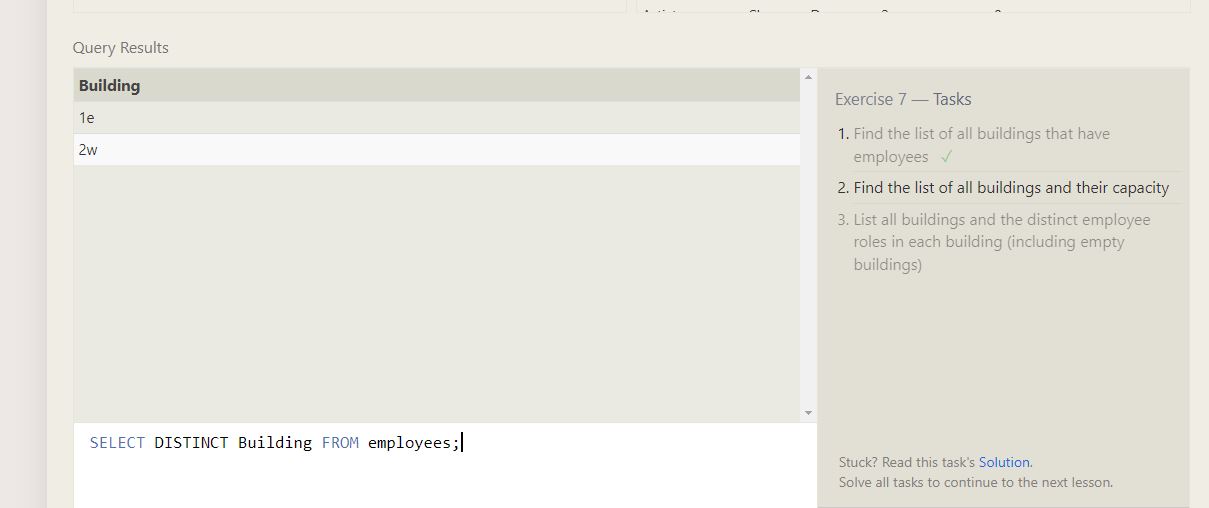 Query Results
Building
1e
2w
Exercise 7 — Tasks
1. Find the list of all buildings that have
employees ✓
2. Find the list of all buildings and their capacity
3. List all buildings and the distinct employee
roles in each building (including empty
buildings)
SELECT DISTINCT Building FROM employees;
Stuck? Read this task's Solution.
Solve all tasks to continue to the next lesson.